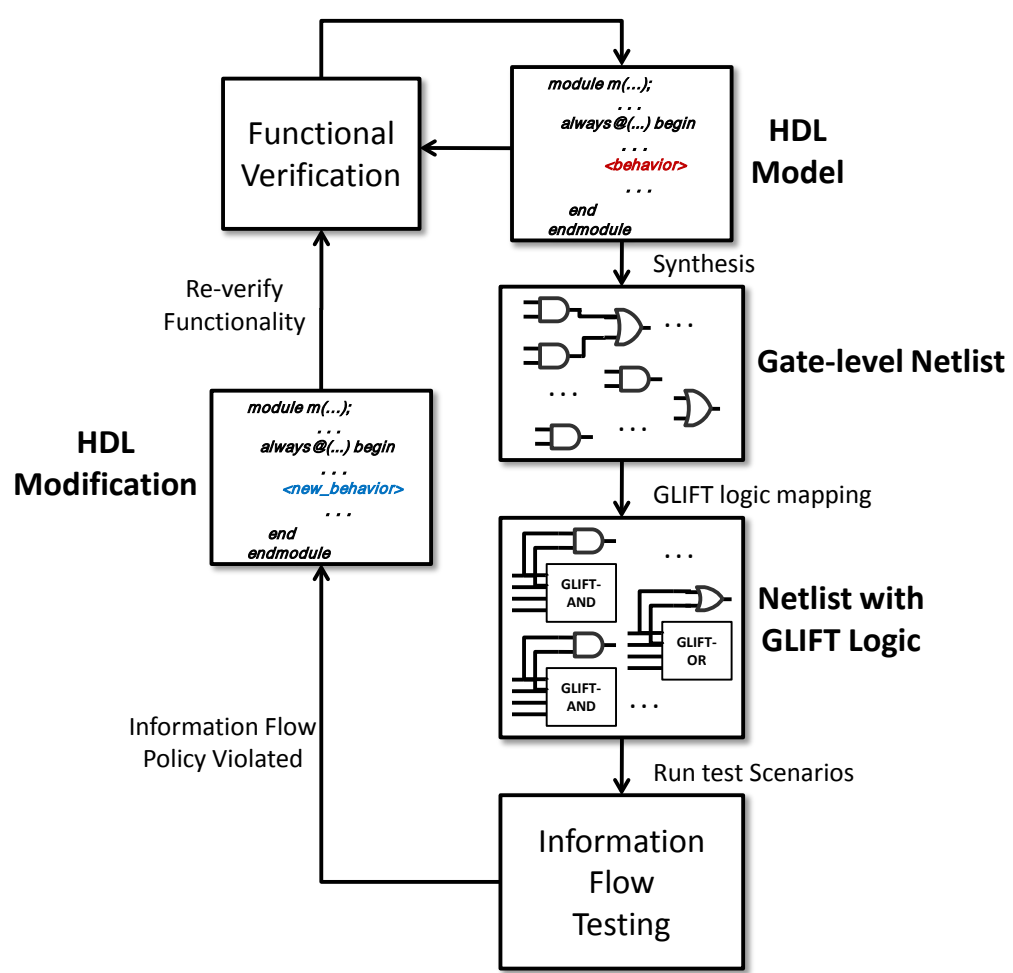 Functional
Verification
module m(...);
. . .
always@(...) begin
. . .
<behavior>
. . .
end
endmodule
HDL
Model
Synthesis
Re-verify
Functionality
. . .
. . .
. . .
Gate-level Netlist
HDL
Modification
module m(...);
. . .
always@(...) begin
. . .
<new_behavior>
. . .
end
endmodule
GLIFT logic mapping
. . .
GLIFT-
AND
GLIFT-
OR
GLIFT-
AND
. . .
Netlist with
GLIFT Logic
Information Flow
Policy Violated
Run test Scenarios
Information
Flow
Testing